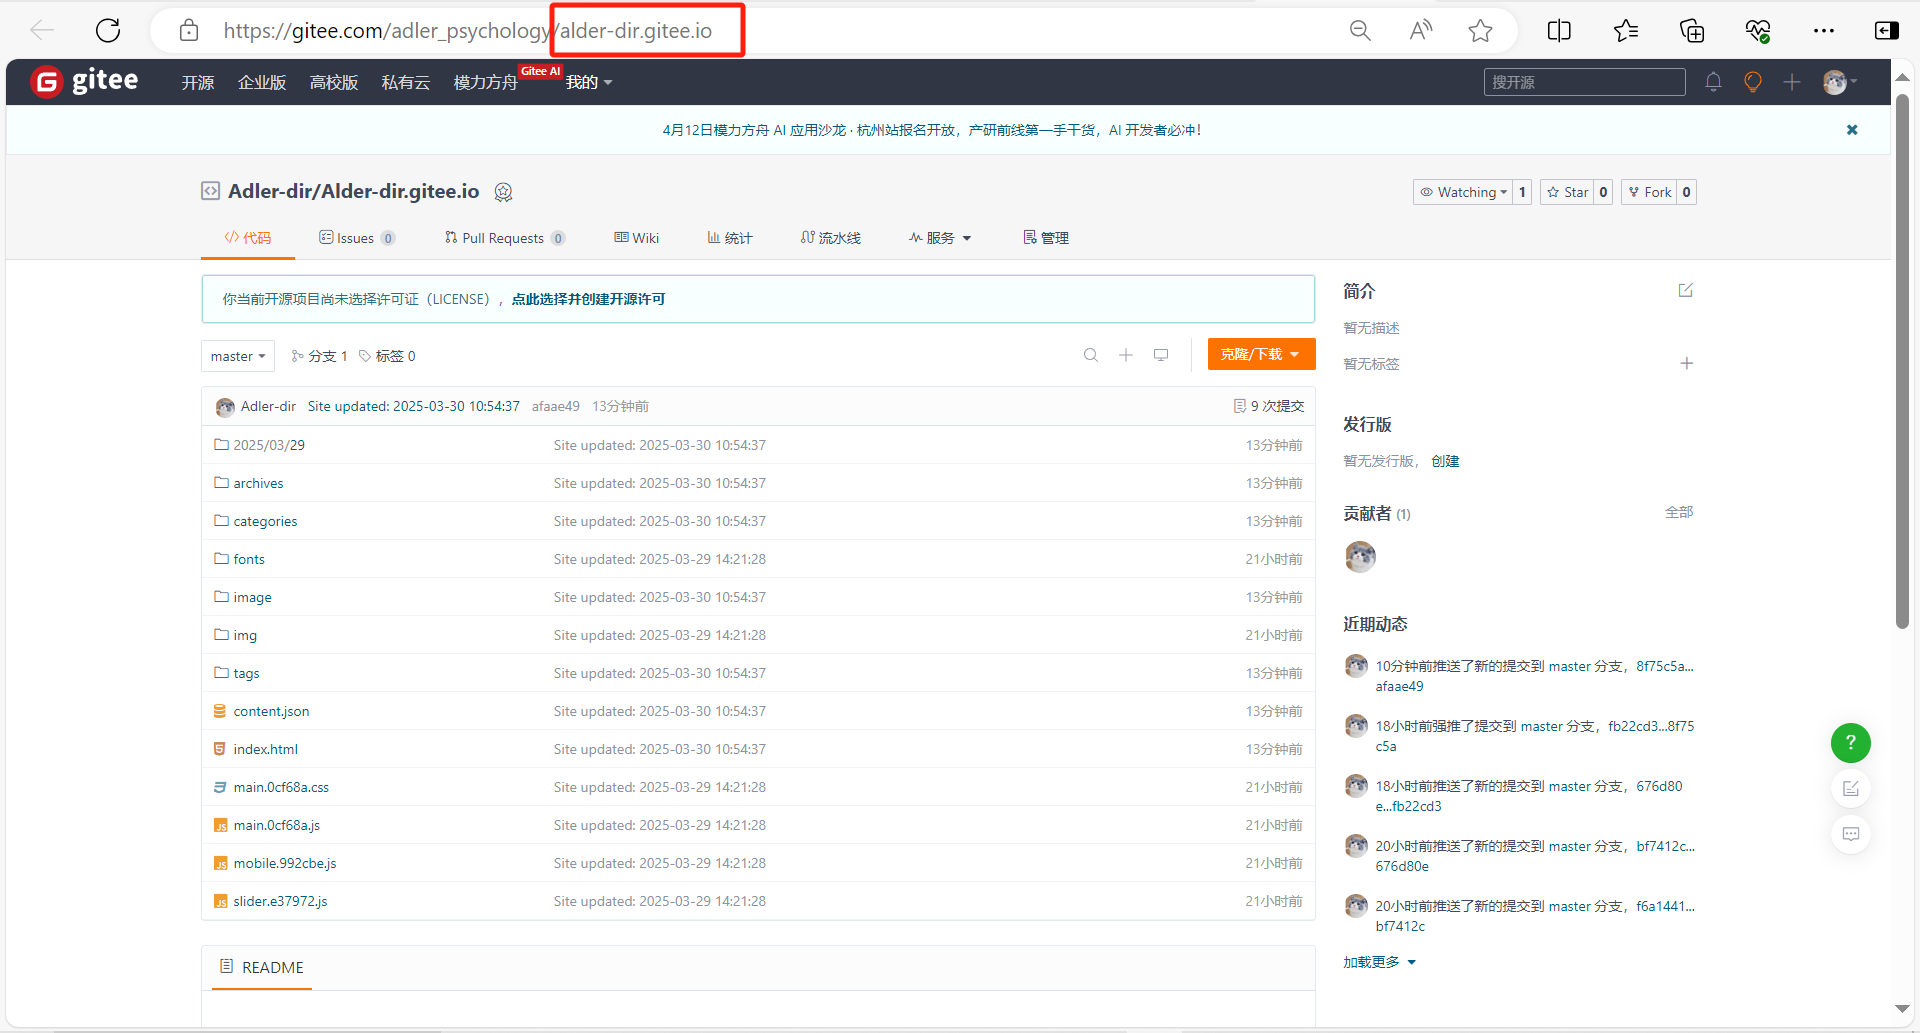 https://gitee.com/adler_psychology/alder-dir.gitee.io
gitee 开源 企业版 高校版 私有云 模力方舟 Gitee AI 我的 搜开源
4月12日模力方舟 AI 应用沙龙 · 杭州站报名开放，产研前线第一手干货，AI 开发者必冲！
Adler-dir/Alder-dir.gitee.io
Watching 1 Star 0 Fork 0
代码 Issues 0 Pull Requests 0 Wiki 统计 流水线 服务 管理
你当前开源项目尚未选择许可证（LICENSE），点此选择并创建开源许可
master 分支 1 标签 0 克隆/下载
Adler-dir Site updated: 2025-03-30 10:54:37 afaae49 13分钟前 9 次提交
2025/03/29 Site updated: 2025-03-30 10:54:37 13分钟前
archives Site updated: 2025-03-30 10:54:37 13分钟前
categories Site updated: 2025-03-30 10:54:37 13分钟前
fonts Site updated: 2025-03-29 14:21:28 21小时前
image Site updated: 2025-03-30 10:54:37 13分钟前
img Site updated: 2025-03-29 14:21:28 21小时前
tags Site updated: 2025-03-30 10:54:37 13分钟前
content.json Site updated: 2025-03-30 10:54:37 13分钟前
index.html Site updated: 2025-03-30 10:54:37 13分钟前
main.0cf68a.css Site updated: 2025-03-29 14:21:28 21小时前
main.0cf68a.js Site updated: 2025-03-29 14:21:28 21小时前
mobile.992cbe.js Site updated: 2025-03-29 14:21:28 21小时前
slider.e37972.js Site updated: 2025-03-29 14:21:28 21小时前
README
简介
暂无描述
暂无标签
发行版
暂无发行版，创建
贡献者 (1) 全部
近期动态
10分钟前推送了新的提交到 master 分支，8f75c5a...
afaae49
18小时前强推了提交到 master 分支，fb22cd3...8f75
c5a
18小时前推送了新的提交到 master 分支，676d80
e...fb22cd3
20小时前推送了新的提交到 master 分支，bf7412c...
676d80e
20小时前推送了新的提交到 master 分支，f6a1441...
bf7412c
加载更多